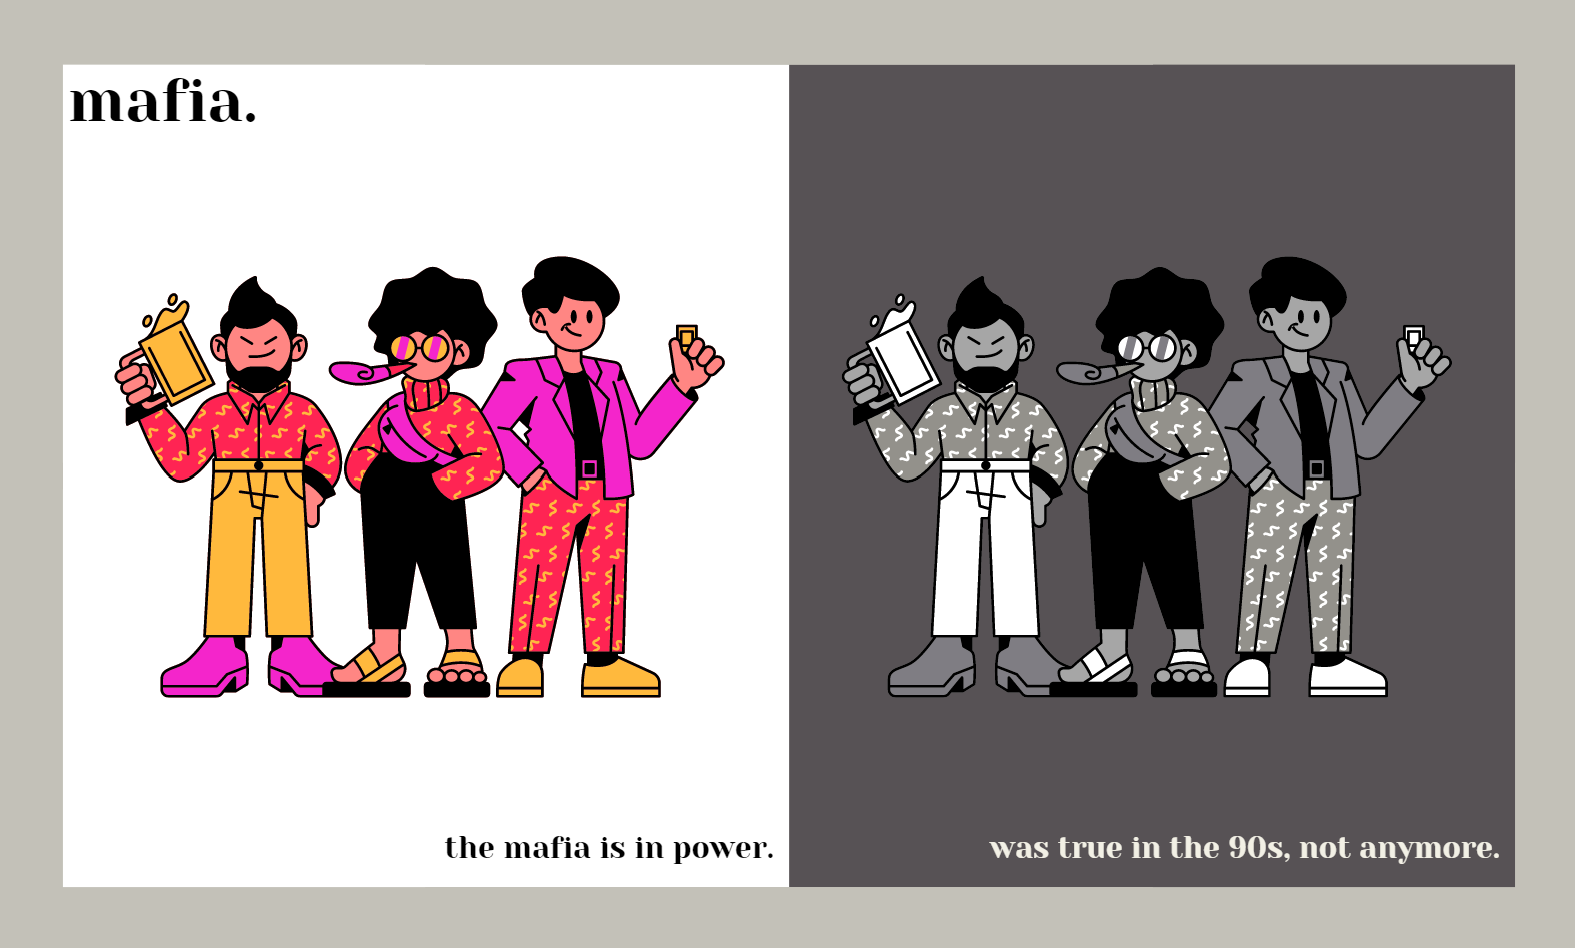 mafia.
the mafia is in power.
was true in the 90s, not anymore.